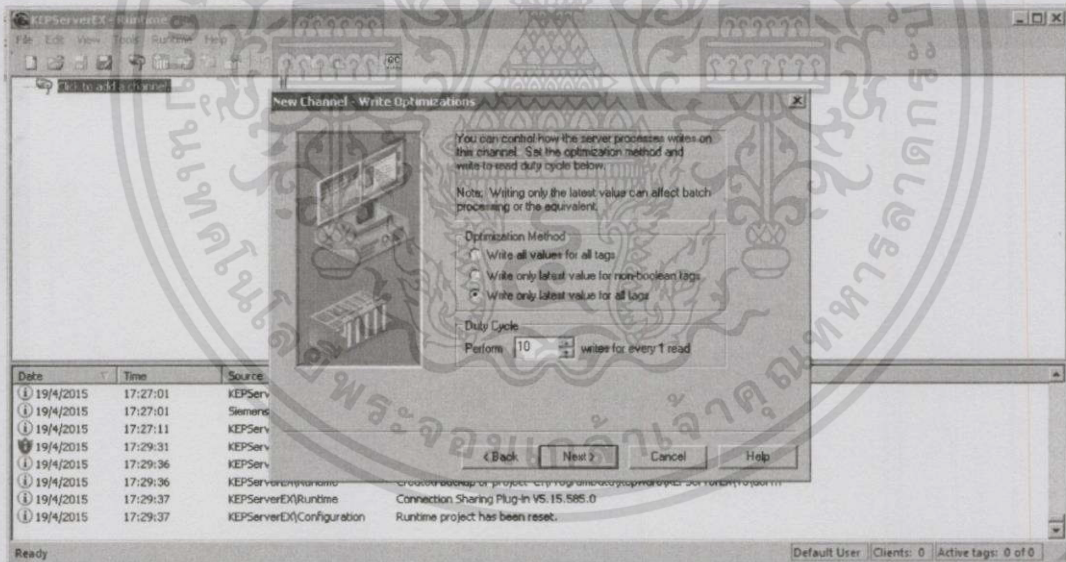 KEPServerEX - Runtime
File Edit View Tools Runtime Help
Click to add a channel.
New Channel - Write Optimizations
You can control how the server processes writes on
this channel. Set the optimization method and
write-to-read duty cycle below.
Note: Writing only the latest value can affect batch
processing or the equivalent.
Optimization Method
Write all values for all tags
Write only latest value for non-boolean tags
Write only latest value for all tags
Duty Cycle
Perform 10 writes for every 1 read
< Back Next > Cancel Help
Date Time Source
19/4/2015 17:27:01 KEPServ
19/4/2015 17:27:01 Siemens
19/4/2015 17:27:11 KEPServ
19/4/2015 17:29:31 KEPServ
19/4/2015 17:29:36 KEPServ
19/4/2015 17:29:36 KEPServerEX\Runtime
19/4/2015 17:29:37 KEPServerEX\Runtime Connection Sharing Plug-in V5.15.585.0
19/4/2015 17:29:37 KEPServerEX\Configuration Runtime project has been reset.
Ready Default User Clients: 0 Active tags: 0 of 0